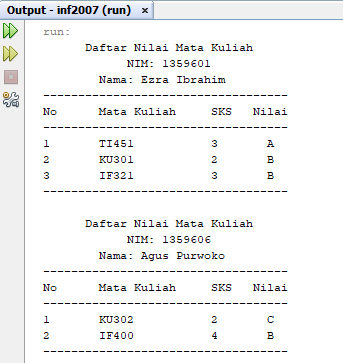 Output - inf2007 (run) ×
run:
Daftar Nilai Mata Kuliah
NIM: 1359601
Nama: Ezra Ibrahim
-----------------------------------
No Mata Kuliah SKS Nilai
-----------------------------------
1 TI451 3 A
2 KU301 2 B
3 IF321 3 B
-----------------------------------
Daftar Nilai Mata Kuliah
NIM: 1359606
Nama: Agus Purwoko
-----------------------------------
No Mata Kuliah SKS Nilai
-----------------------------------
1 KU302 2 C
2 IF400 4 B
-----------------------------------